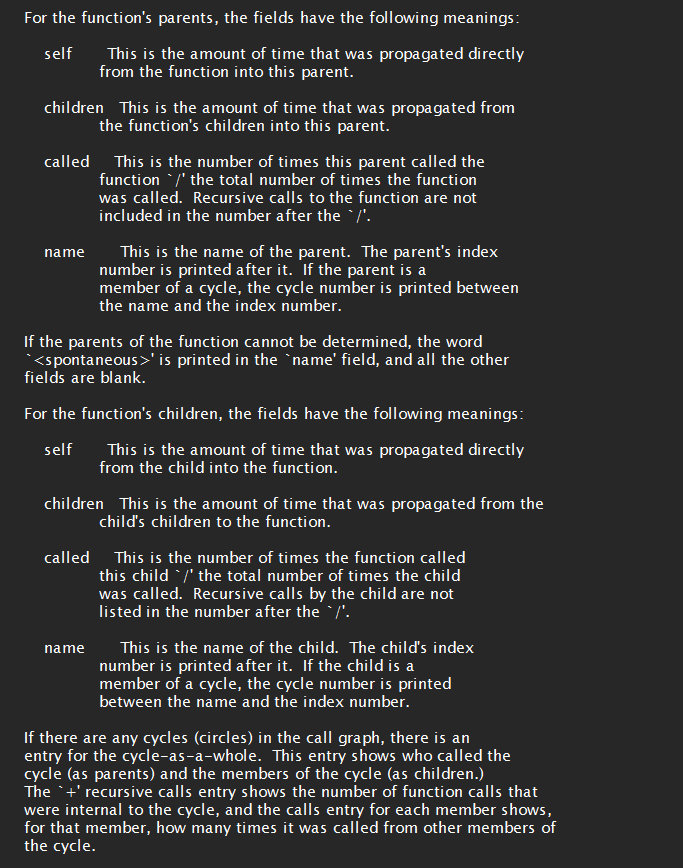 For the function's parents, the fields have the following meanings:
self This is the amount of time that was propagated directly
from the function into this parent.
children This is the amount of time that was propagated from
the function's children into this parent.
called This is the number of times this parent called the
function `/' the total number of times the function
was called. Recursive calls to the function are not
included in the number after the `/'.
name This is the name of the parent. The parent's index
number is printed after it. If the parent is a
member of a cycle, the cycle number is printed between
the name and the index number.
If the parents of the function cannot be determined, the word
`<spontaneous>' is printed in the `name' field, and all the other
fields are blank.
For the function's children, the fields have the following meanings:
self This is the amount of time that was propagated directly
from the child into the function.
children This is the amount of time that was propagated from the
child's children to the function.
called This is the number of times the function called
this child `/' the total number of times the child
was called. Recursive calls by the child are not
listed in the number after the `/'.
name This is the name of the child. The child's index
number is printed after it. If the child is a
member of a cycle, the cycle number is printed
between the name and the index number.
If there are any cycles (circles) in the call graph, there is an
entry for the cycle-as-a-whole. This entry shows who called the
cycle (as parents) and the members of the cycle (as children.)
The `+' recursive calls entry shows the number of function calls that
were internal to the cycle, and the calls entry for each member shows,
for that member, how many times it was called from other members of
the cycle.